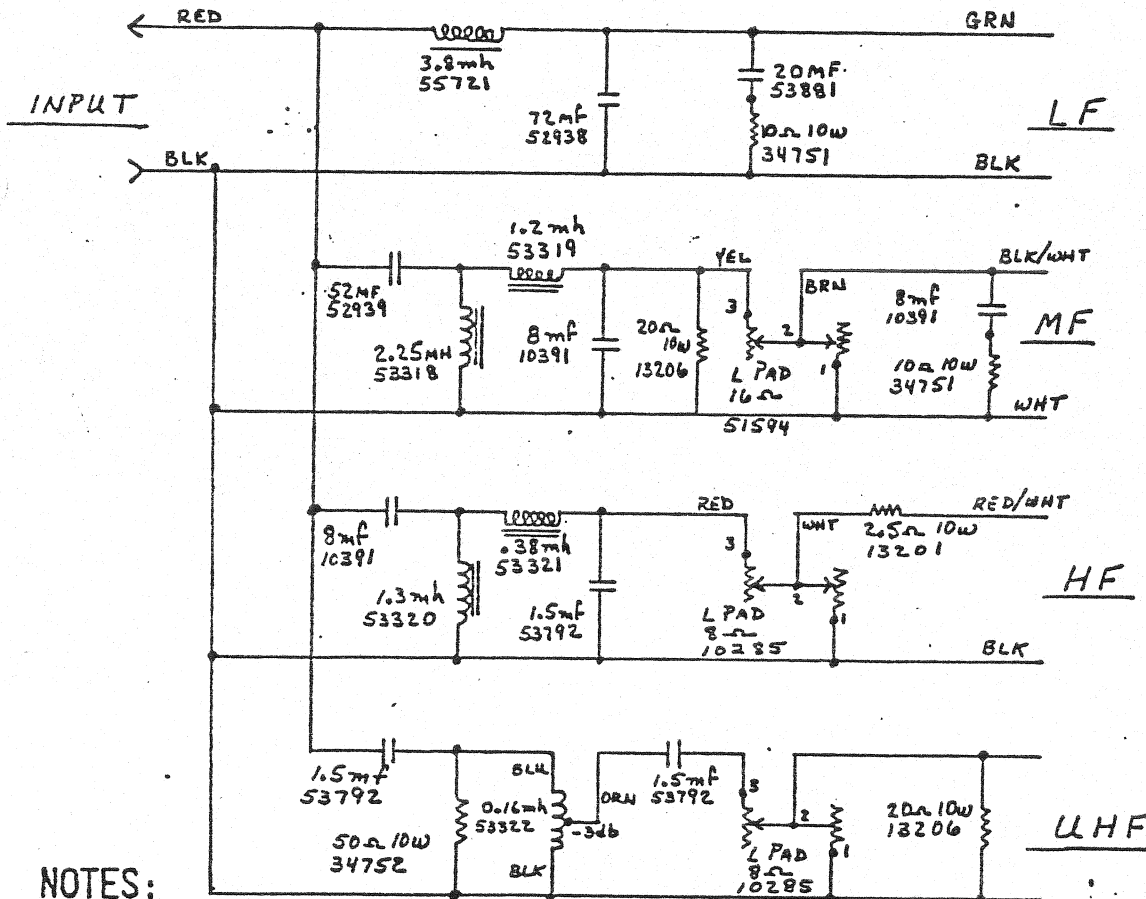 RED
GRN
3.8mh
55721
20MF.
53881
INPUT
72mf
52938
10Ω 10W
34751
LF
BLK
BLK
1.2mh
53319
YEL
BLK/WHT
BRN
52MF
52939
8mf
10391
3
2
MF
2.25MH
53318
8mf
10391
20Ω
10W
13206
1
L PAD
16Ω
51594
10Ω 10W
34751
WHT
RED
WHT
RED/WHT
8mf
10391
.38mh
53321
3
2.5Ω 10W
13201
2
HF
1.3mh
53320
1.5mf
53792
L PAD
8Ω
10285
1
BLK
1.5mf
53792
BLU
ORN
1.5mf
53792
3
0.16mh
53322
-3db
2
20Ω 10W
13206
UHF
50Ω 10W
34752
BLK
L PAD
8Ω
10285
1
NOTES: